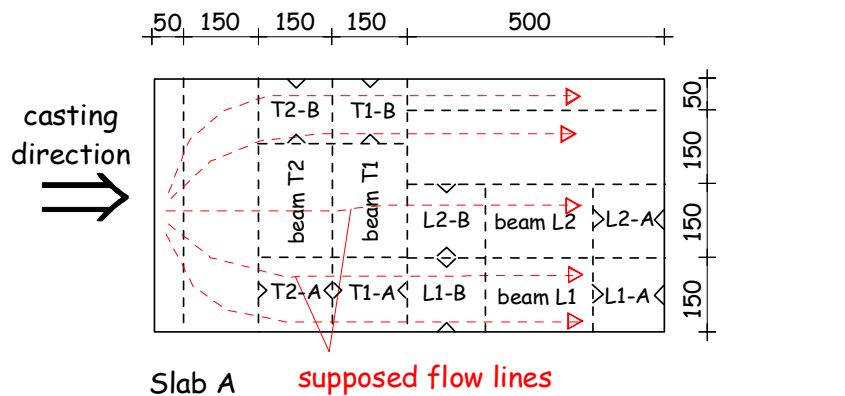 50 150 150 150 500
casting
direction
T2-B T1-B
beam T2
beam T1
L2-B beam L2 L2-A
T2-A T1-A L1-B beam L1 L1-A
50
150
150
150
Slab A
supposed flow lines